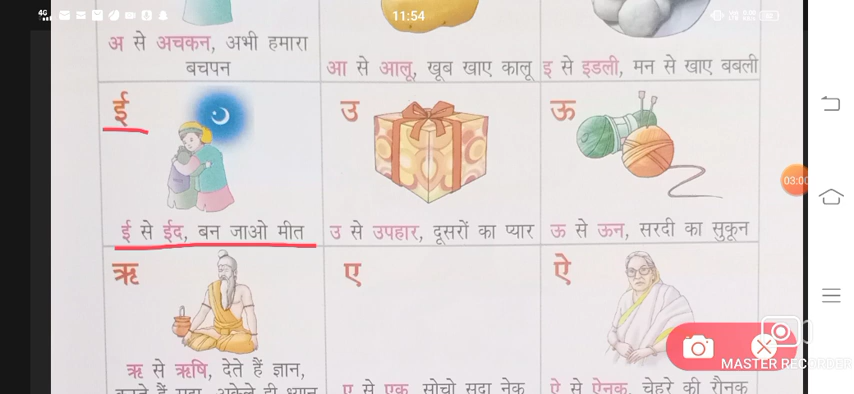 4G
11:54
अ से अचकन, अभी हमारा
बचपन
आ से आलू, खूब खाए कालू
इ से इडली, मन से खाए बबली
ई
उ
ऊ
ई से ईद, बन जाओ मीत
उ से उपहार, दूसरों का प्यार
ऊ से ऊन, सरदी का सुकून
03:00
ऋ
ए
ऐ
ऋ से ऋषि, देते हैं ज्ञान,
ए से एक, सोचो सदा नेक
ऐ से ऐनक, चेहरे की रौनक
MASTER RECORDER